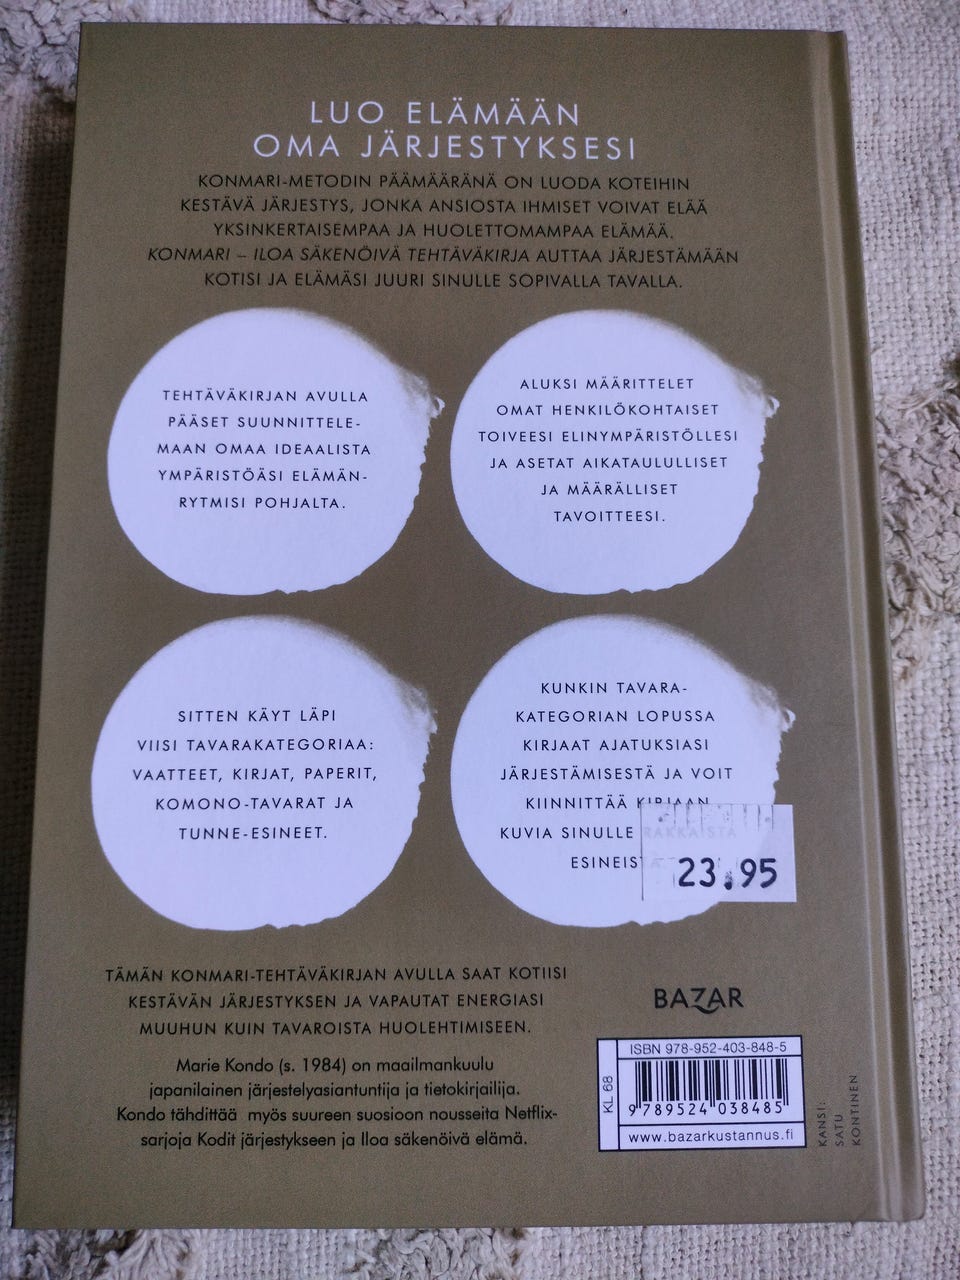 LUO ELÄMÄÄN
OMA JÄRJESTYKSESI
KONMARI-METODIN PÄÄMÄÄRÄNÄ ON LUODA KOTEIHIN
KESTÄVÄ JÄRJESTYS, JONKA ANSIOSTA IHMISET VOIVAT ELÄÄ
YKSINKERTAISEMPAA JA HUOLETTOMAMPAA ELÄMÄÄ.
KONMARI – ILOA SÄKENÖIVÄ TEHTÄVÄKIRJA AUTTAA JÄRJESTÄMÄÄN
KOTISI JA ELÄMÄSI JUURI SINULLE SOPIVALLA TAVALLA.
TEHTÄVÄKIRJAN AVULLA
PÄÄSET SUUNNITTELE-
MAAN OMAA IDEAALISTA
YMPÄRISTÖÄSI ELÄMÄN-
RYTMISI POHJALTA.
ALUKSI MÄÄRITTELET
OMAT HENKILÖKOHTAISET
TOIVEESI ELINYMPÄRISTÖLLESI
JA ASETAT AIKATAULULLISET
JA MÄÄRÄLLISET
TAVOITTEESI.
SITTEN KÄYT LÄPI
VIISI TAVARAKATEGORIAA:
VAATTEET, KIRJAT, PAPERIT,
KOMONO-TAVARAT JA
TUNNE-ESINEET.
KUNKIN TAVARA-
KATEGORIAN LOPUSSA
KIRJAAT AJATUKSIASI
JÄRJESTÄMISESTÄ JA VOIT
KIINNITTÄÄ KIRJAAN
KUVIA SINULLE RAKKAISTA
23.95
TÄMÄN KONMARI-TEHTÄVÄKIRJAN AVULLA SAAT KOTIISI
KESTÄVÄN JÄRJESTYKSEN JA VAPAUTAT ENERGIASI
MUUHUN KUIN TAVAROISTA HUOLEHTIMISEEN.
Marie Kondo (s. 1984) on maailmankuulu
japanilainen järjestelyasiantuntija ja tietokirjailija.
Kondo tähdittää myös suureen suosioon nousseita Netflix-
sarjoja Kodit järjestykseen ja Iloa säkenöivä elämä.
BAZAR
KL 68
ISBN 978-952-403-848-5
9 789524 038485
www.bazarkustannus.fi
KANSI:
SATU
KONTINEN